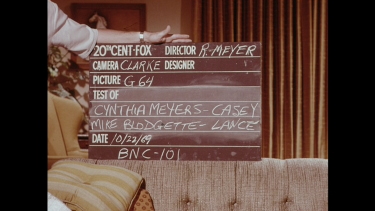 20TH CENT-FOX DIRECTOR R. MEYER
CAMERA CLARKE DESIGNER
PICTURE G64
TEST OF
CYNTHIA MEYERS- CASEY
MIKE BLODGETTE- LANCE
DATE 10/22/69
BNC-101